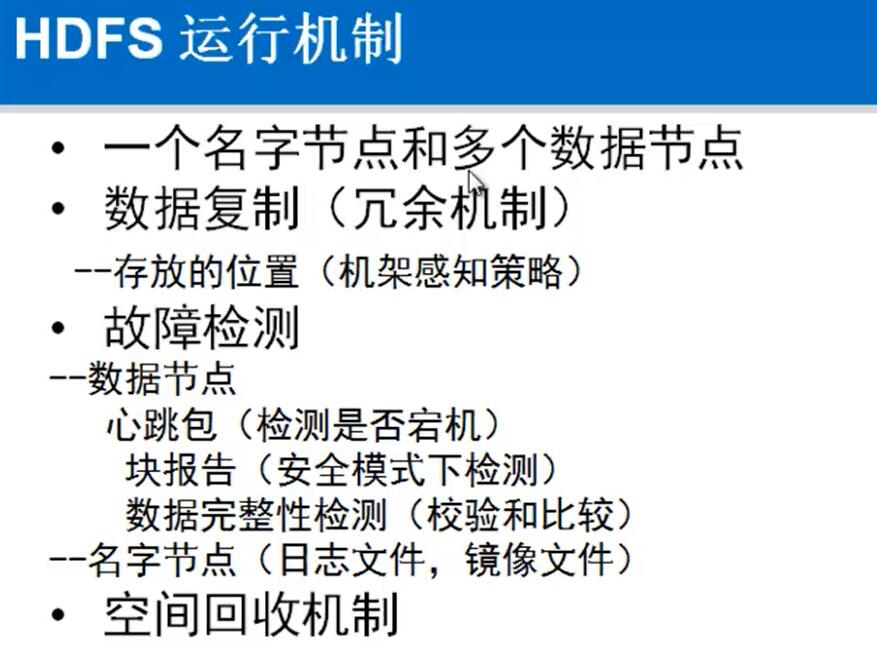 HDFS 运行机制
• 一个名字节点和多个数据节点
• 数据复制（冗余机制）
--存放的位置（机架感知策略）
• 故障检测
--数据节点
心跳包（检测是否宕机）
块报告（安全模式下检测）
数据完整性检测（校验和比较）
--名字节点（日志文件，镜像文件）
• 空间回收机制